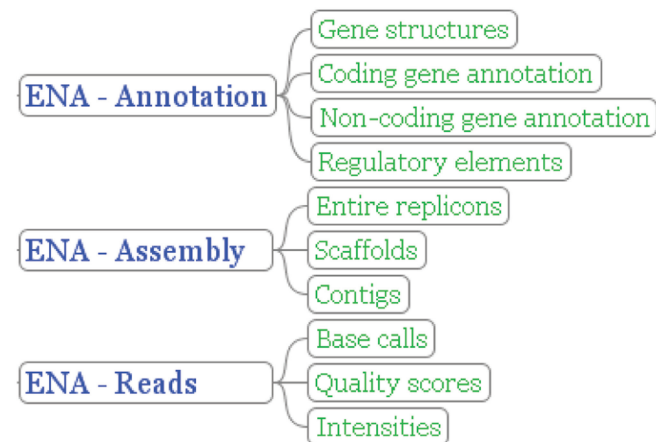 ENA - Annotation
Gene structures
Coding gene annotation
Non-coding gene annotation
Regulatory elements
ENA - Assembly
Entire replicons
Scaffolds
Contigs
ENA - Reads
Base calls
Quality scores
Intensities